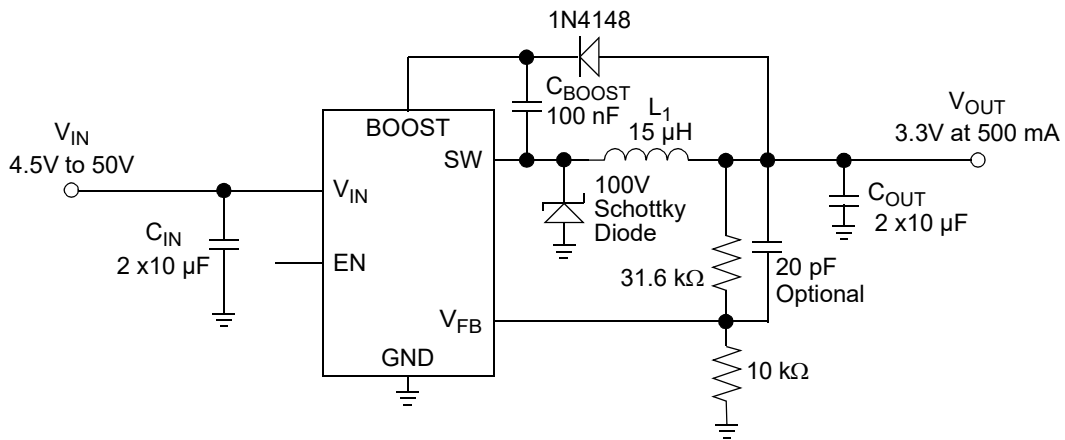 1N4148
C_BOOST
100 nF
L_1
15 µH
V_OUT
3.3V at 500 mA
V_IN
4.5V to 50V
BOOST
SW
V_IN
C_IN
2 x10 µF
EN
100V
Schottky
Diode
C_OUT
2 x10 µF
31.6 kΩ
20 pF
Optional
V_FB
GND
10 kΩ